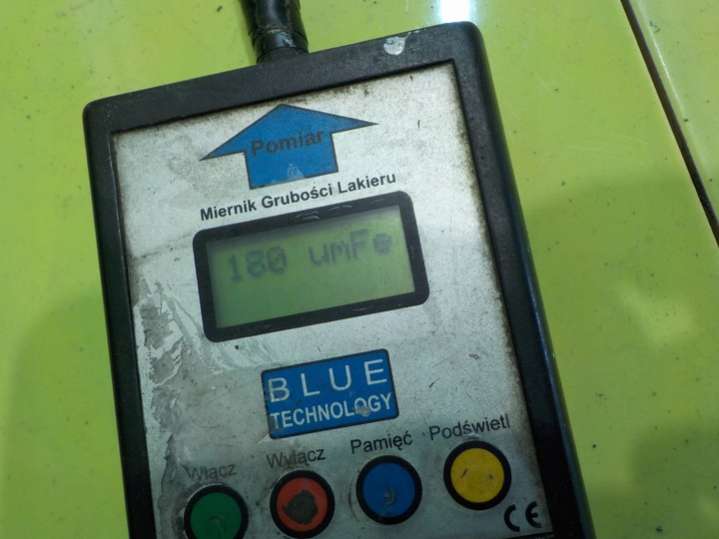 Pomiar
Miernik Grubości Lakieru
180 umFe
BLUE
TECHNOLOGY
Włącz Wyłącz Pamięć Podświetl
CE